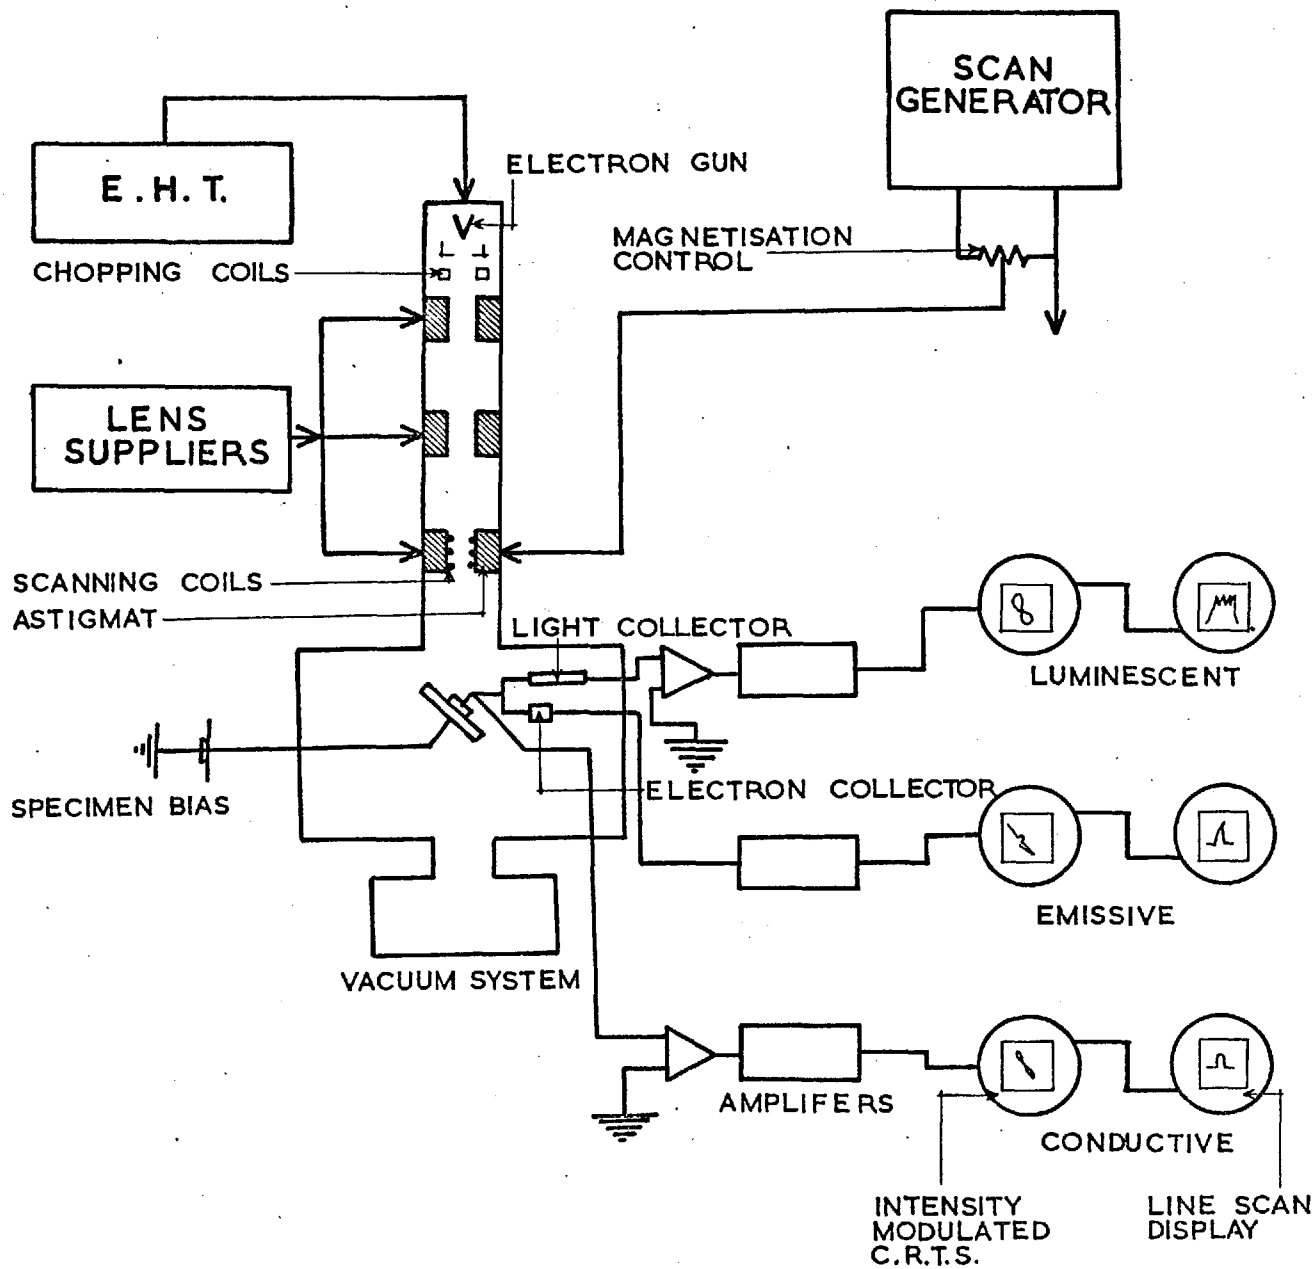 SCAN
GENERATOR
E.H.T.
ELECTRON GUN
MAGNETISATION
CONTROL
CHOPPING COILS
LENS
SUPPLIERS
SCANNING COILS
ASTIGMAT
LIGHT COLLECTOR
LUMINESCENT
SPECIMEN BIAS
ELECTRON COLLECTOR
EMISSIVE
VACUUM SYSTEM
AMPLIFERS
CONDUCTIVE
INTENSITY
MODULATED
C.R.T.S.
LINE SCAN
DISPLAY